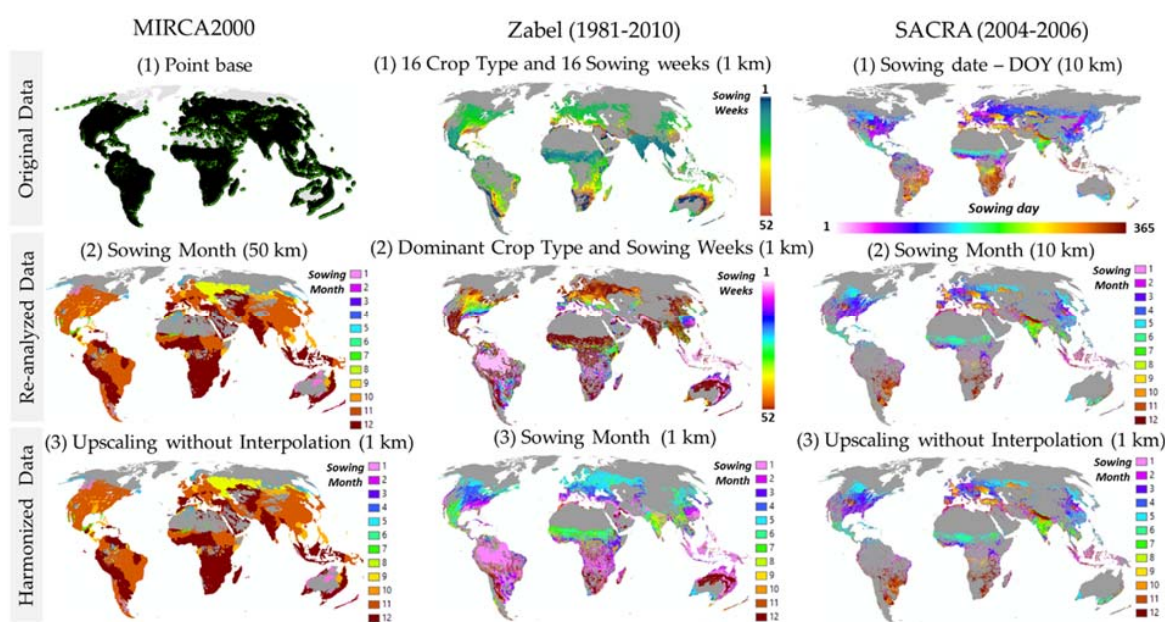 MIRCA2000
Zabel (1981-2010)
SACRA (2004-2006)
Original Data
(1) Point base
(1) 16 Crop Type and 16 Sowing weeks (1 km)
Sowing
Weeks
1
52
(1) Sowing date – DOY (10 km)
Sowing day
1
365
Re-analyzed Data
(2) Sowing Month (50 km)
Sowing
Month
1
2
3
4
5
6
7
8
9
10
11
12
(2) Dominant Crop Type and Sowing Weeks (1 km)
Sowing
Weeks
1
52
(2) Sowing Month (10 km)
Sowing
Month
1
2
3
4
5
6
7
8
9
10
11
12
Harmonized Data
(3) Upscaling without Interpolation (1 km)
Sowing
Month
1
2
3
4
5
6
7
8
9
10
11
12
(3) Sowing Month (1 km)
Sowing
Month
1
2
3
4
5
6
7
8
9
10
11
12
(3) Upscaling without Interpolation (1 km)
Sowing
Month
1
2
3
4
5
6
7
8
9
10
11
12